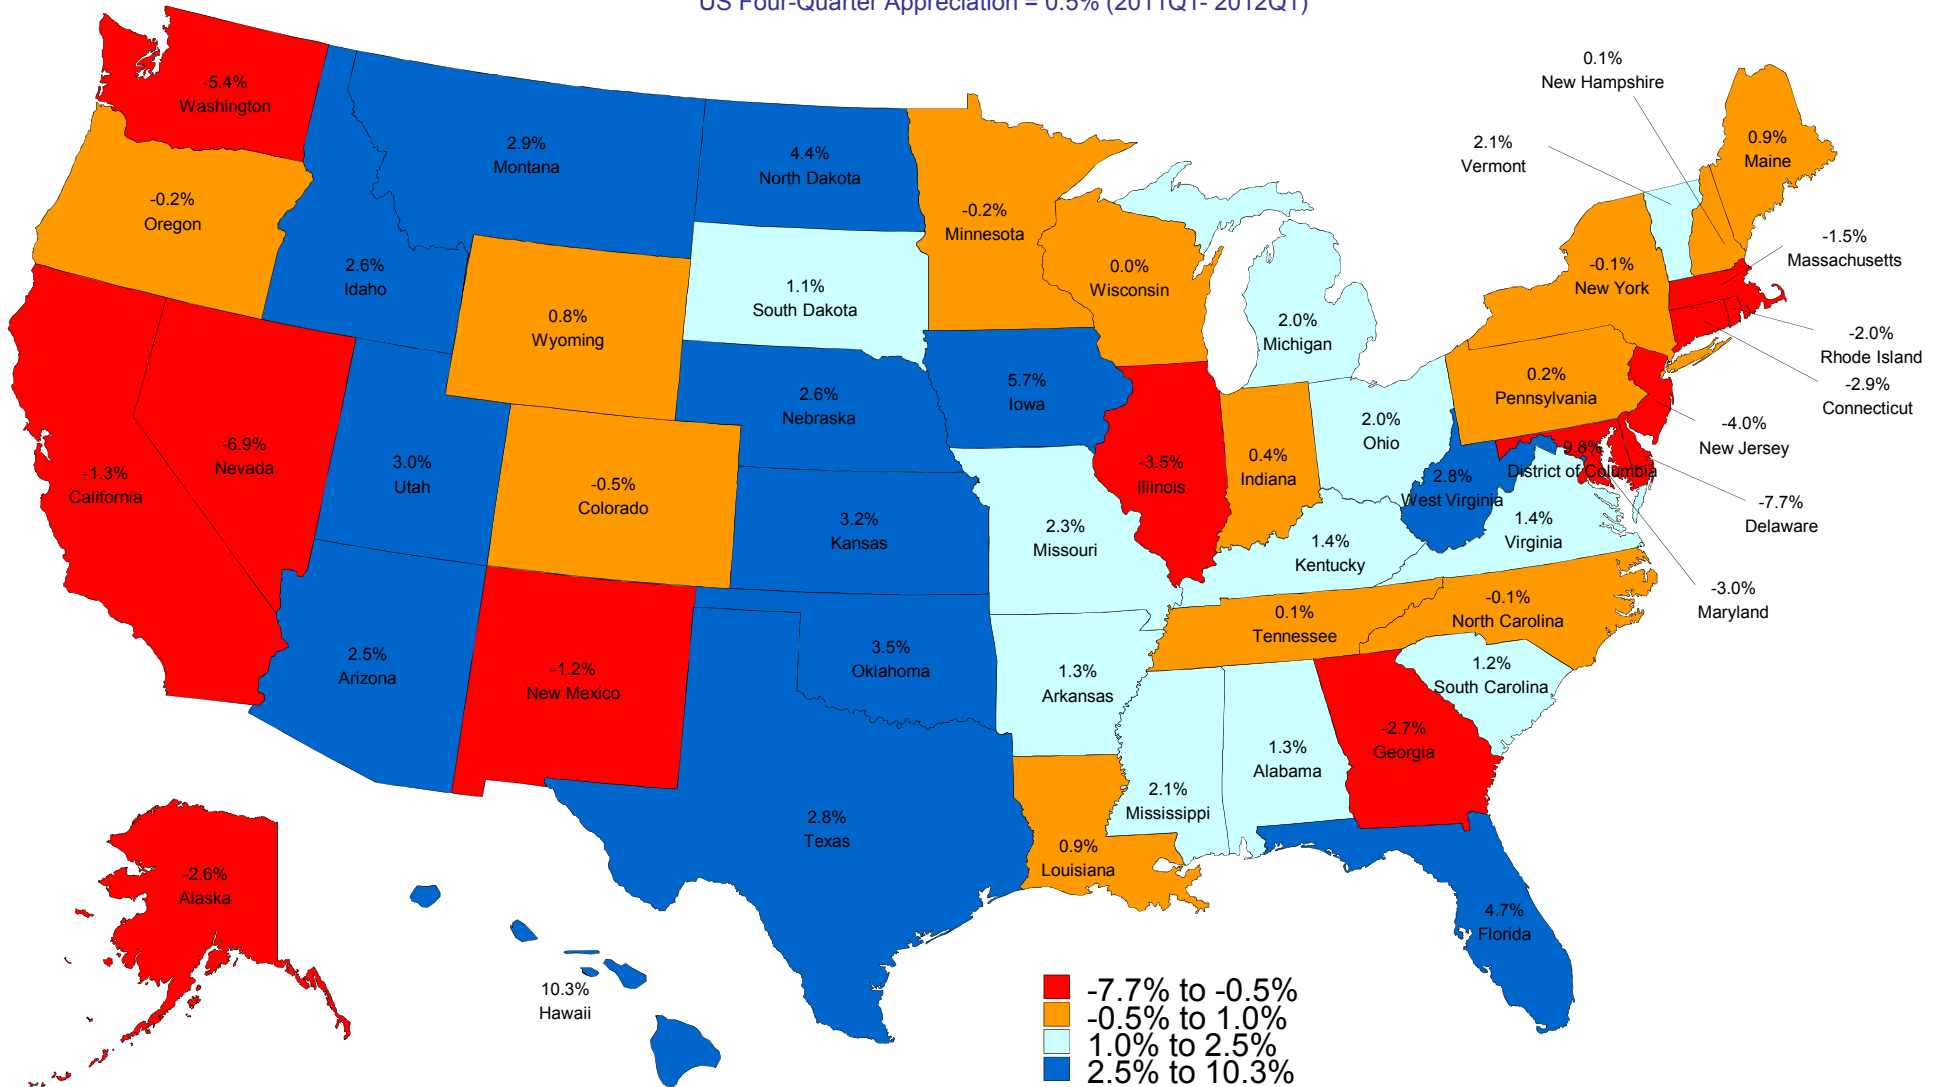 US Four-Quarter Appreciation = 0.5% (2011Q1- 2012Q1)
-5.4%
Washington
-0.2%
Oregon
2.9%
Montana
4.4%
North Dakota
-0.2%
Minnesota
2.6%
Idaho
0.8%
Wyoming
1.1%
South Dakota
0.0%
Wisconsin
2.0%
Michigan
0.1%
New Hampshire
2.1%
Vermont
0.9%
Maine
-1.5%
Massachusetts
-0.1%
New York
-2.0%
Rhode Island
-2.9%
Connecticut
-4.0%
New Jersey
0.2%
Pennsylvania
-1.3%
California
-6.9%
Nevada
3.0%
Utah
-0.5%
Colorado
2.6%
Nebraska
5.7%
Iowa
-3.5%
Illinois
0.4%
Indiana
2.0%
Ohio
2.8%
West Virginia
9.8%
District of Columbia
-7.7%
Delaware
1.4%
Virginia
-3.0%
Maryland
3.2%
Kansas
2.3%
Missouri
1.4%
Kentucky
0.1%
Tennessee
-0.1%
North Carolina
1.2%
South Carolina
2.5%
Arizona
-1.2%
New Mexico
3.5%
Oklahoma
1.3%
Arkansas
2.1%
Mississippi
1.3%
Alabama
-2.7%
Georgia
2.8%
Texas
0.9%
Louisiana
4.7%
Florida
-2.6%
Alaska
10.3%
Hawaii
-7.7% to -0.5%
-0.5% to 1.0%
1.0% to 2.5%
2.5% to 10.3%